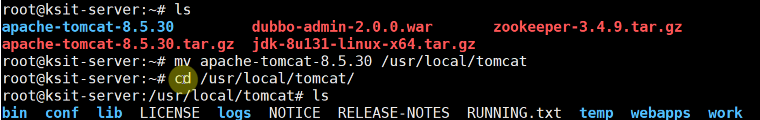 root@ksit-server:~# ls
apache-tomcat-8.5.30 dubbo-admin-2.0.0.war zookeeper-3.4.9.tar.gz
apache-tomcat-8.5.30.tar.gz jdk-8u131-linux-x64.tar.gz
root@ksit-server:~# mv apache-tomcat-8.5.30 /usr/local/tomcat
root@ksit-server:~# cd /usr/local/tomcat/
root@ksit-server:/usr/local/tomcat# ls
bin conf lib LICENSE logs NOTICE RELEASE-NOTES RUNNING.txt temp webapps work